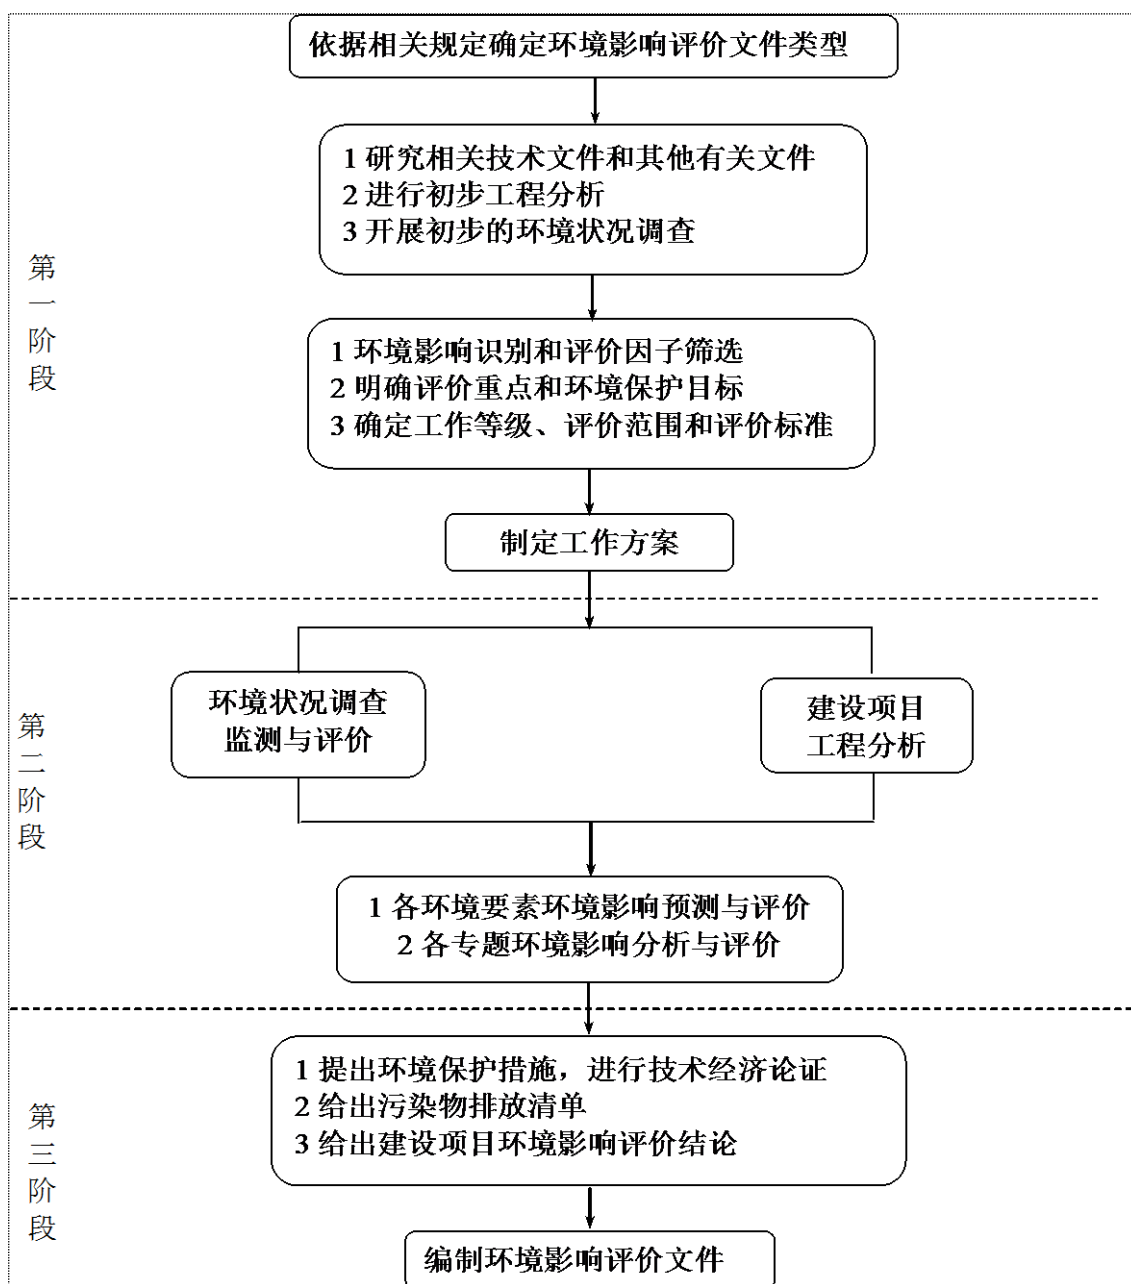 依据相关规定确定环境影响评价文件类型
1 研究相关技术文件和其他有关文件
2 进行初步工程分析
3 开展初步的环境状况调查
第一阶段
1 环境影响识别和评价因子筛选
2 明确评价重点和环境保护目标
3 确定工作等级、评价范围和评价标准
制定工作方案
第二阶段
环境状况调查
监测与评价
建设项目
工程分析
1 各环境要素环境影响预测与评价
2 各专题环境影响分析与评价
第三阶段
1 提出环境保护措施，进行技术经济论证
2 给出污染物排放清单
3 给出建设项目环境影响评价结论
编制环境影响评价文件